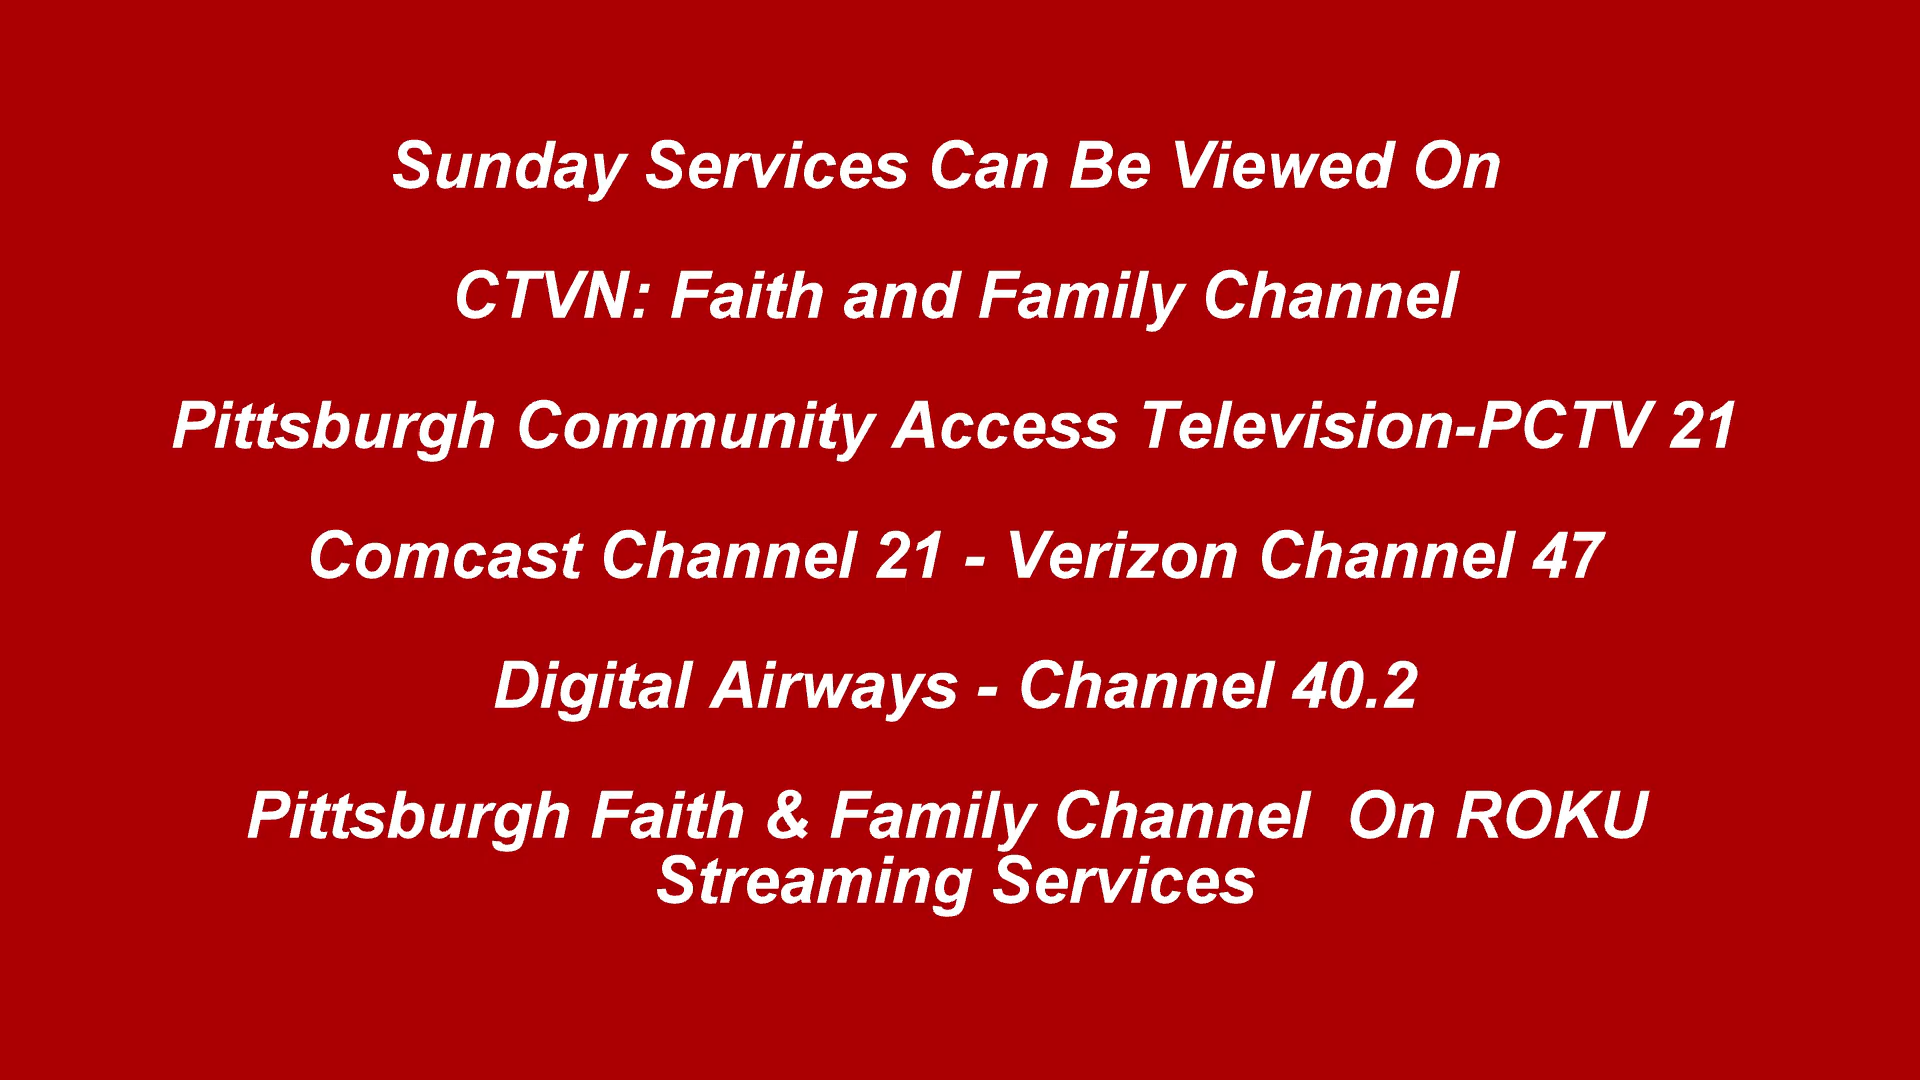 Sunday Services Can Be Viewed On
CTVN: Faith and Family Channel
Pittsburgh Community Access Television-PCTV 21
Comcast Channel 21 - Verizon Channel 47
Digital Airways - Channel 40.2
Pittsburgh Faith & Family Channel  On ROKU
Streaming Services